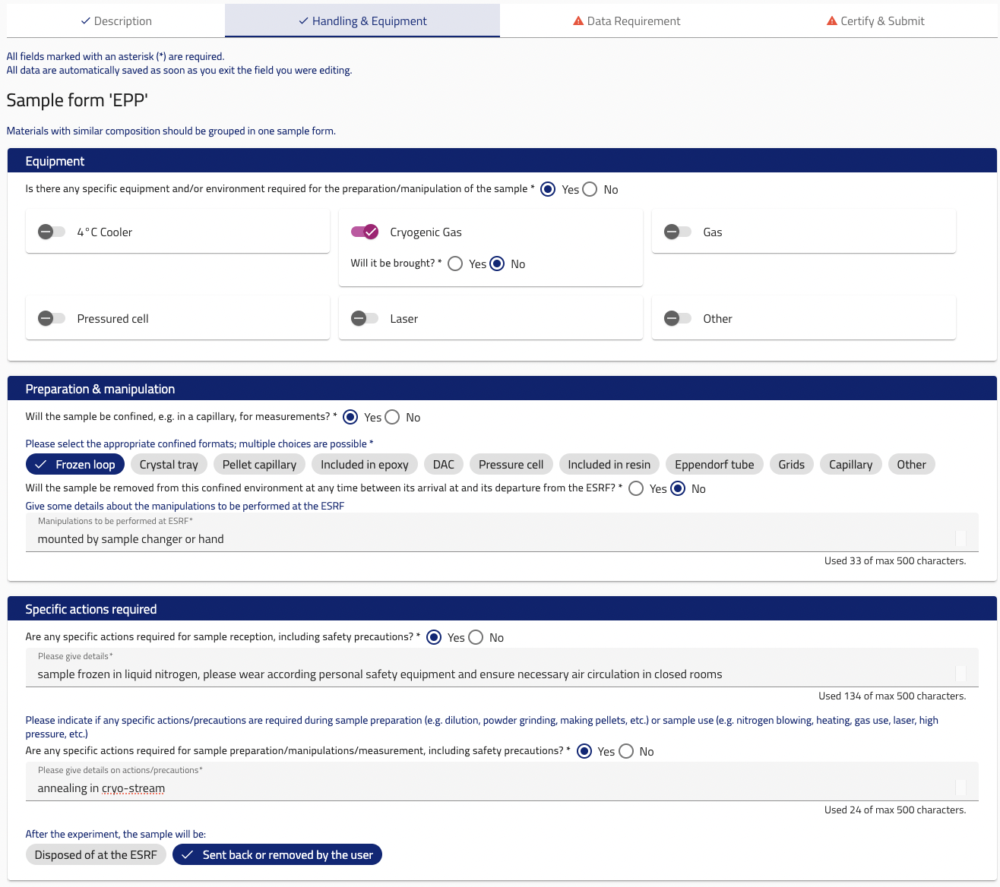 Description
Handling & Equipment
Data Requirement
Certify & Submit
All fields marked with an asterisk (*) are required.
All data are automatically saved as soon as you exit the field you were editing.
Sample form 'EPP'
Materials with similar composition should be grouped in one sample form.
Equipment
Is there any specific equipment and/or environment required for the preparation/manipulation of the sample * Yes No
4°C Cooler
Cryogenic Gas
Gas
Will it be brought? * Yes No
Pressured cell
Laser
Other
Preparation & manipulation
Will the sample be confined, e.g. in a capillary, for measurements? * Yes No
Please select the appropriate confined formats; multiple choices are possible *
Frozen loop Crystal tray Pellet capillary Included in epoxy DAC Pressure cell Included in resin Eppendorf tube Grids Capillary Other
Will the sample be removed from this confined environment at any time between its arrival at and its departure from the ESRF? * Yes No
Give some details about the manipulations to be performed at the ESRF
Manipulations to be performed at ESRF*
mounted by sample changer or hand
Used 33 of max 500 characters.
Specific actions required
Are any specific actions required for sample reception, including safety precautions? * Yes No
Please give details*
sample frozen in liquid nitrogen, please wear according personal safety equipment and ensure necessary air circulation in closed rooms
Used 134 of max 500 characters.
Please indicate if any specific actions/precautions are required during sample preparation (e.g. dilution, powder grinding, making pellets, etc.) or sample use (e.g. nitrogen blowing, heating, gas use, laser, high
pressure, etc.)
Are any specific actions required for sample preparation/manipulations/measurement, including safety precautions? * Yes No
Please give details on actions/precautions*
annealing in cryo-stream
Used 24 of max 500 characters.
After the experiment, the sample will be:
Disposed of at the ESRF Sent back or removed by the user